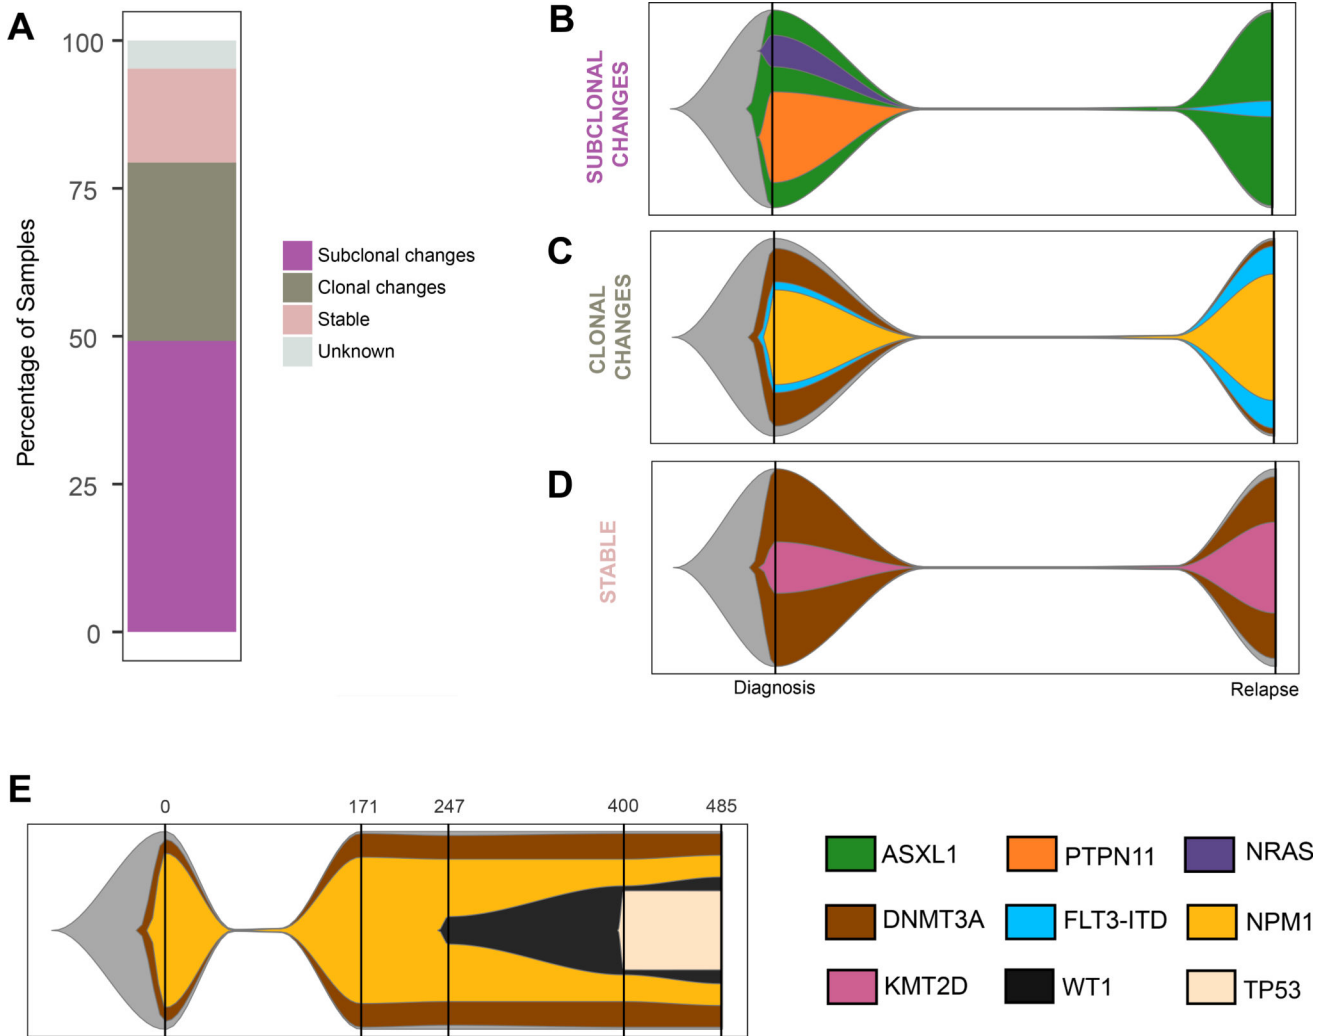 A
100
75
50
25
0
Percentage of Samples
Subclonal changes
Clonal changes
Stable
Unknown
B
SUBCLONAL
CHANGES
C
CLONAL
CHANGES
D
STABLE
Diagnosis
Relapse
E
0
171
247
400
485
ASXL1
PTPN11
NRAS
DNMT3A
FLT3-ITD
NPM1
KMT2D
WT1
TP53